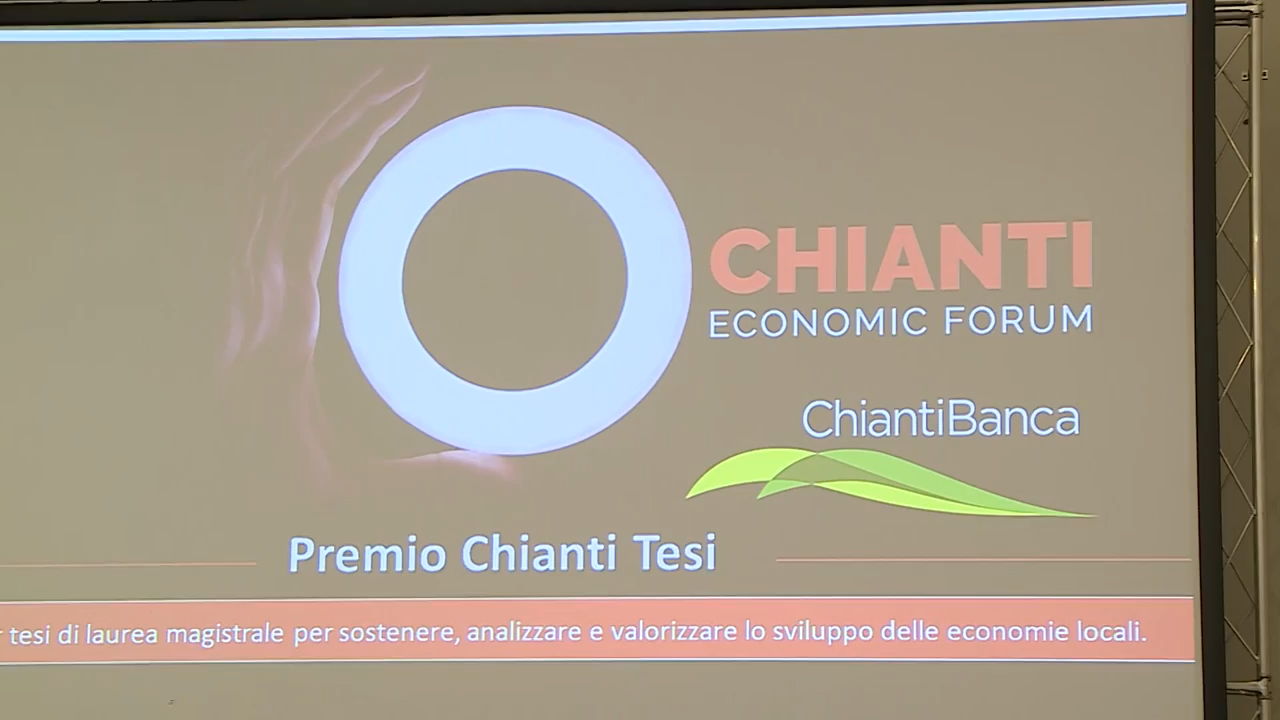 CHIANTI
ECONOMIC FORUM
ChiantiBanca
Premio Chianti Tesi
tesi di laurea magistrale per sostenere, analizzare e valorizzare lo sviluppo delle economie locali.